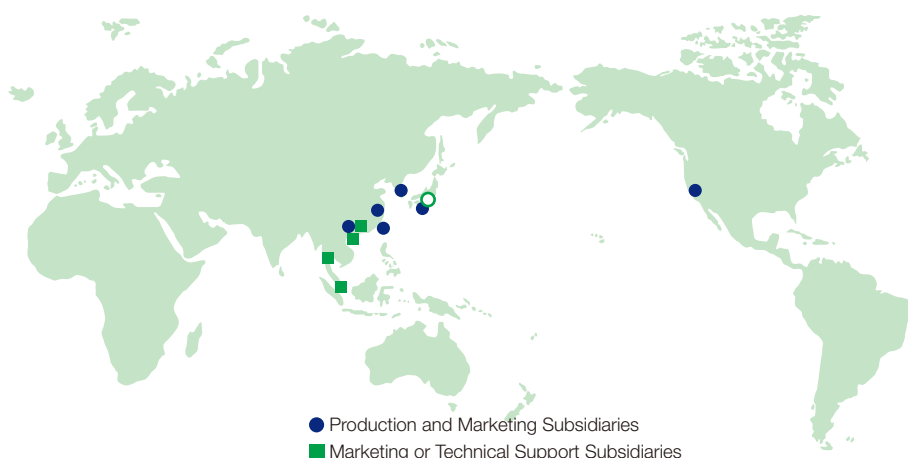 Production and Marketing Subsidiaries
Marketing or Technical Support Subsidiaries